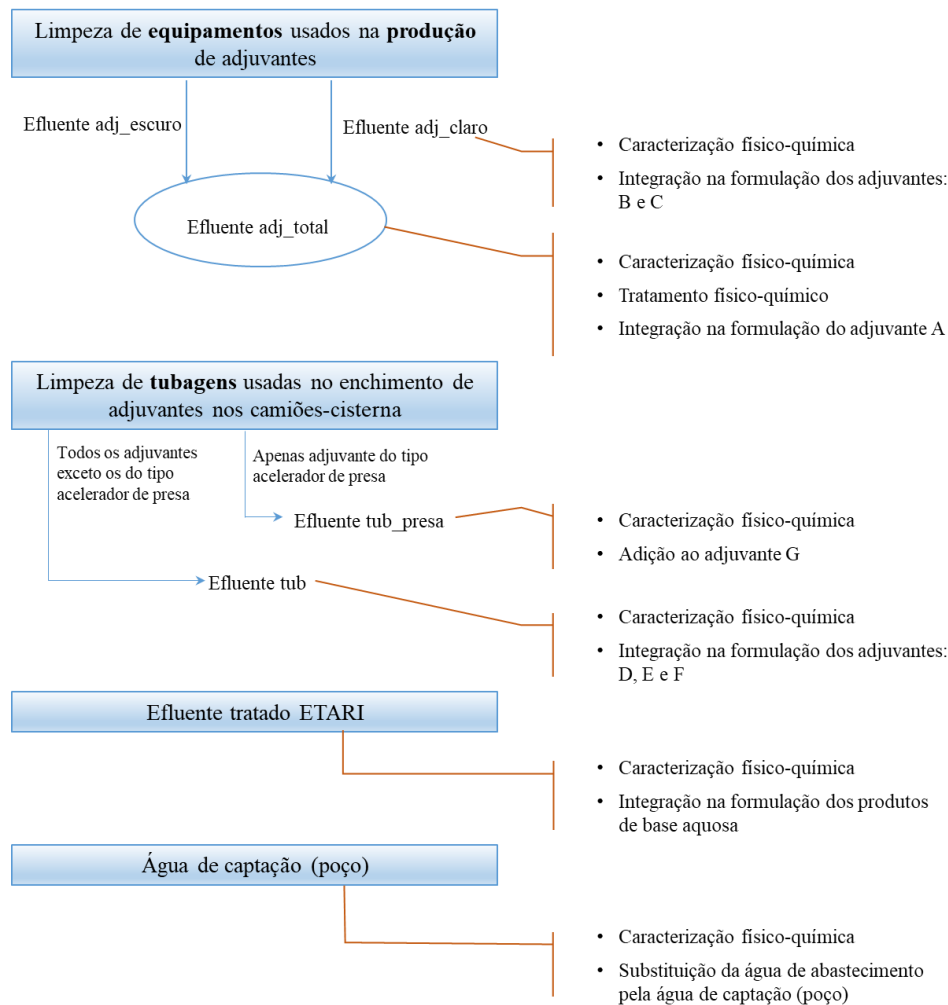 Limpeza de equipamentos usados na produção
de adjuvantes
Efluente adj_escuro
Efluente adj_claro
• Caracterização físico-química
• Integração na formulação dos adjuvantes:
B e C
Efluente adj_total
• Caracterização físico-química
• Tratamento físico-químico
• Integração na formulação do adjuvante A
Limpeza de tubagens usadas no enchimento de
adjuvantes nos camiões-cisterna
Todos os adjuvantes
exceto os do tipo
acelerador de presa
Apenas adjuvante do tipo
acelerador de presa
Efluente tub_presa
• Caracterização físico-química
• Adição ao adjuvante G
Efluente tub
• Caracterização físico-química
• Integração na formulação dos adjuvantes:
D, E e F
Efluente tratado ETARI
• Caracterização físico-química
• Integração na formulação dos produtos
de base aquosa
Água de captação (poço)
• Caracterização físico-química
• Substituição da água de abastecimento
pela água de captação (poço)